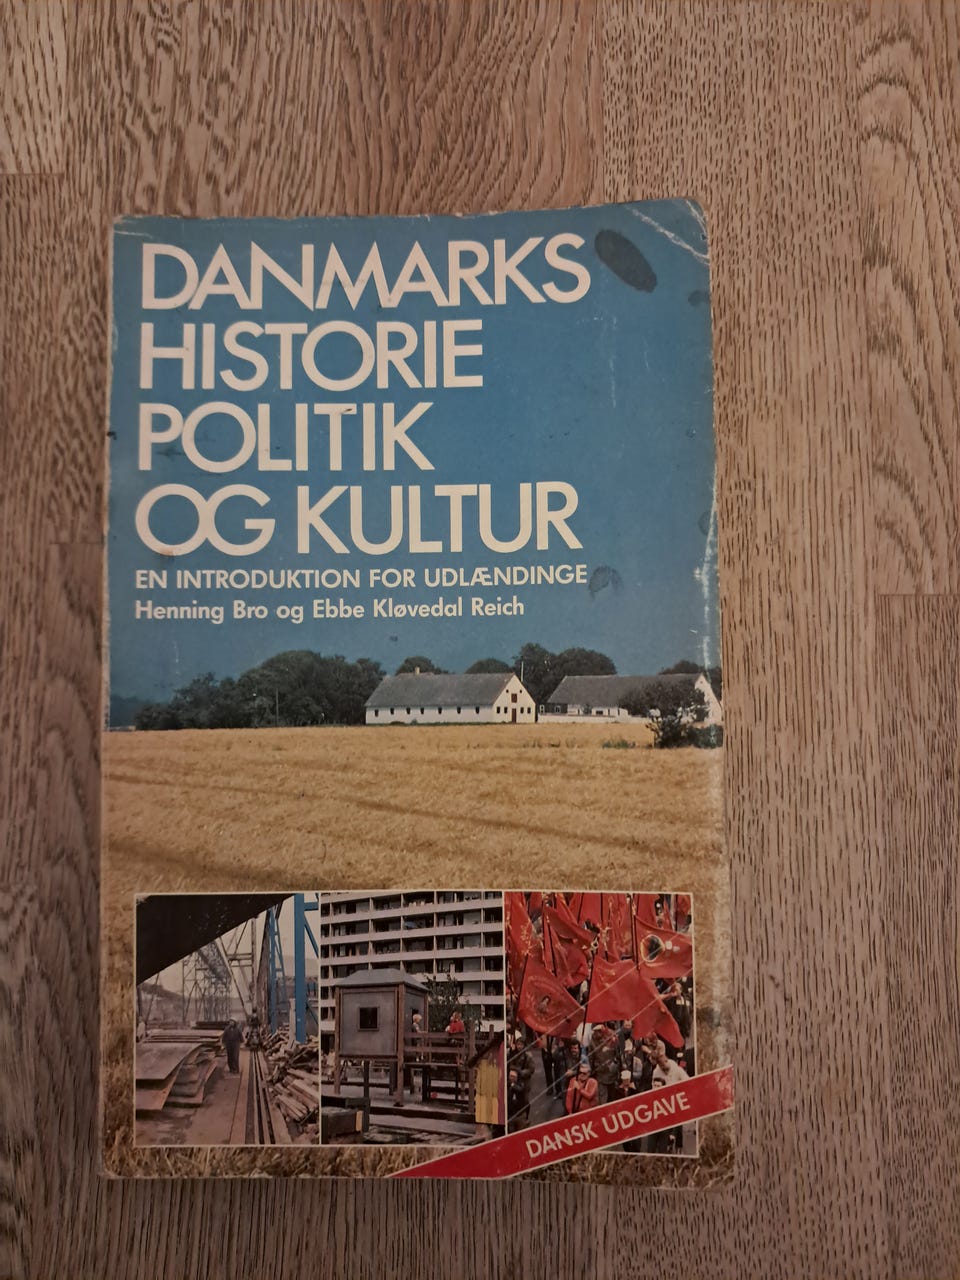 DANMARKS
HISTORIE
POLITIK
OG KULTUR
EN INTRODUKTION FOR UDLÆNDINGE
Henning Bro og Ebbe Kløvedal Reich
DANSK UDGAVE